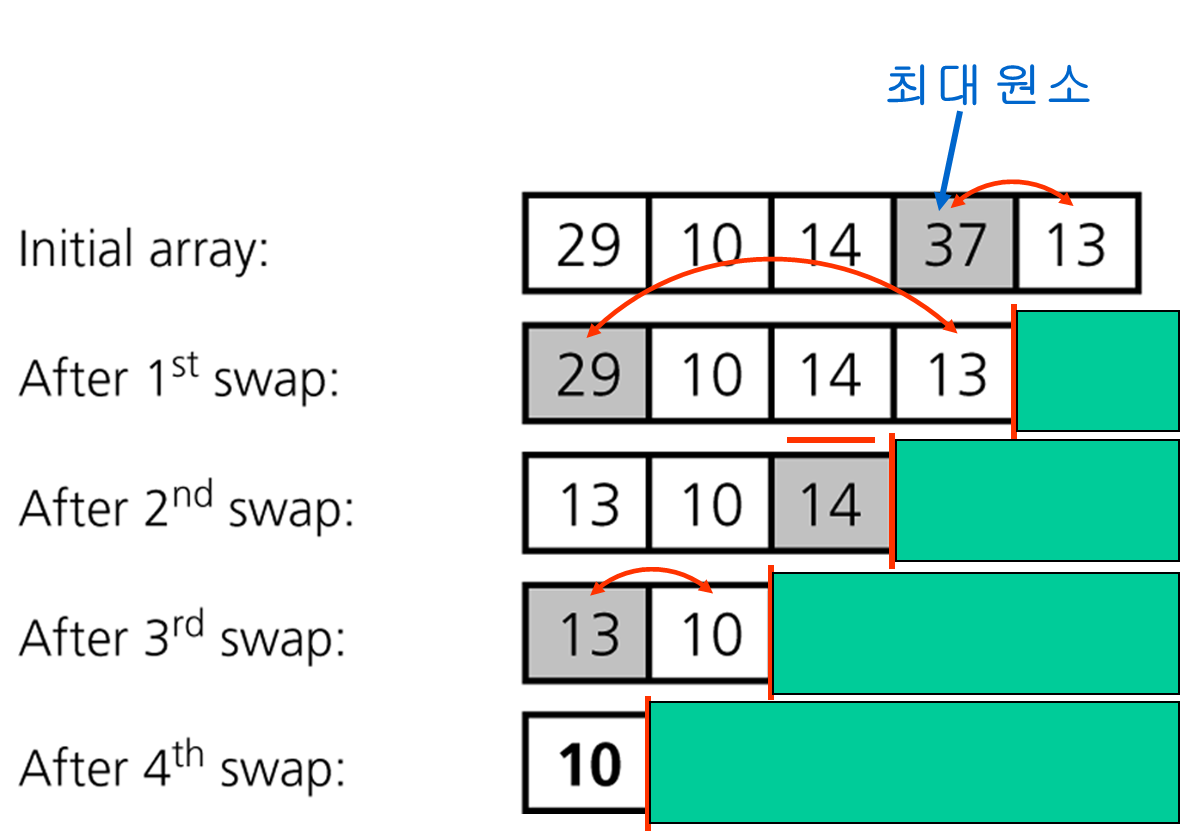 최대원소
Initial array: 29 10 14 37 13
After 1st swap: 29 10 14 13
After 2nd swap: 13 10 14
After 3rd swap: 13 10
After 4th swap: 10